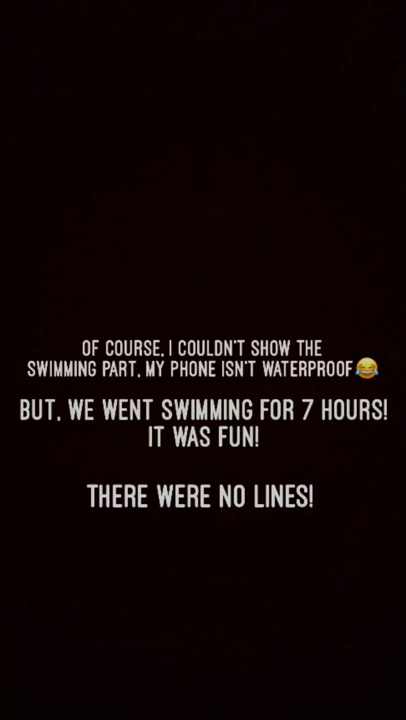 OF COURSE, I COULDN'T SHOW THE
SWIMMING PART, MY PHONE ISN'T WATERPROOF😂
BUT, WE WENT SWIMMING FOR 7 HOURS!
IT WAS FUN!
THERE WERE NO LINES!